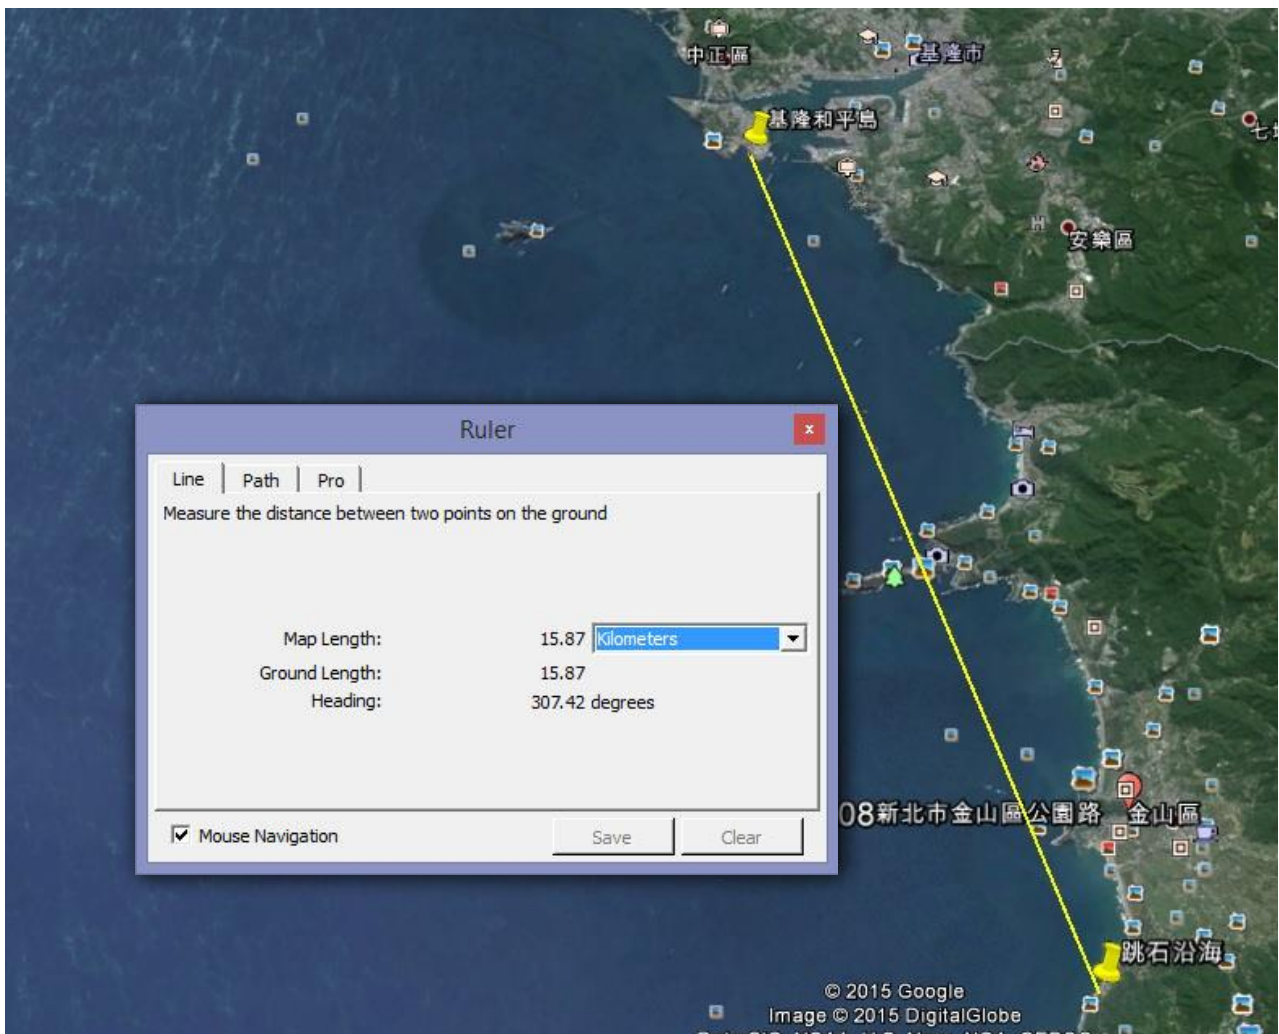 中正區
基隆市
基隆和平島
七
安樂區
Ruler
x
Line
Path
Pro
Measure the distance between two points on the ground
Map Length:
15.87
Kilometers
Ground Length:
15.87
Heading:
307.42 degrees
Mouse Navigation
Save
Clear
08新北市金山區公園路
金山區
跳石沿海
© 2015 Google
Image © 2015 DigitalGlobe